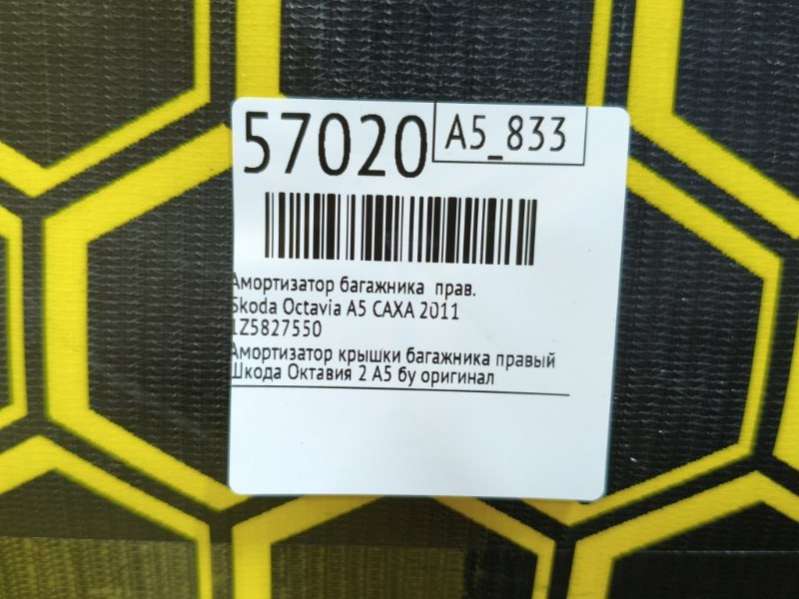 57020
A5_833
Амортизатор багажника прав.
Skoda Octavia A5 CAXA 2011
1Z5827550
Амортизатор крышки багажника правый
Шкода Октавия 2 А5 бу оригинал